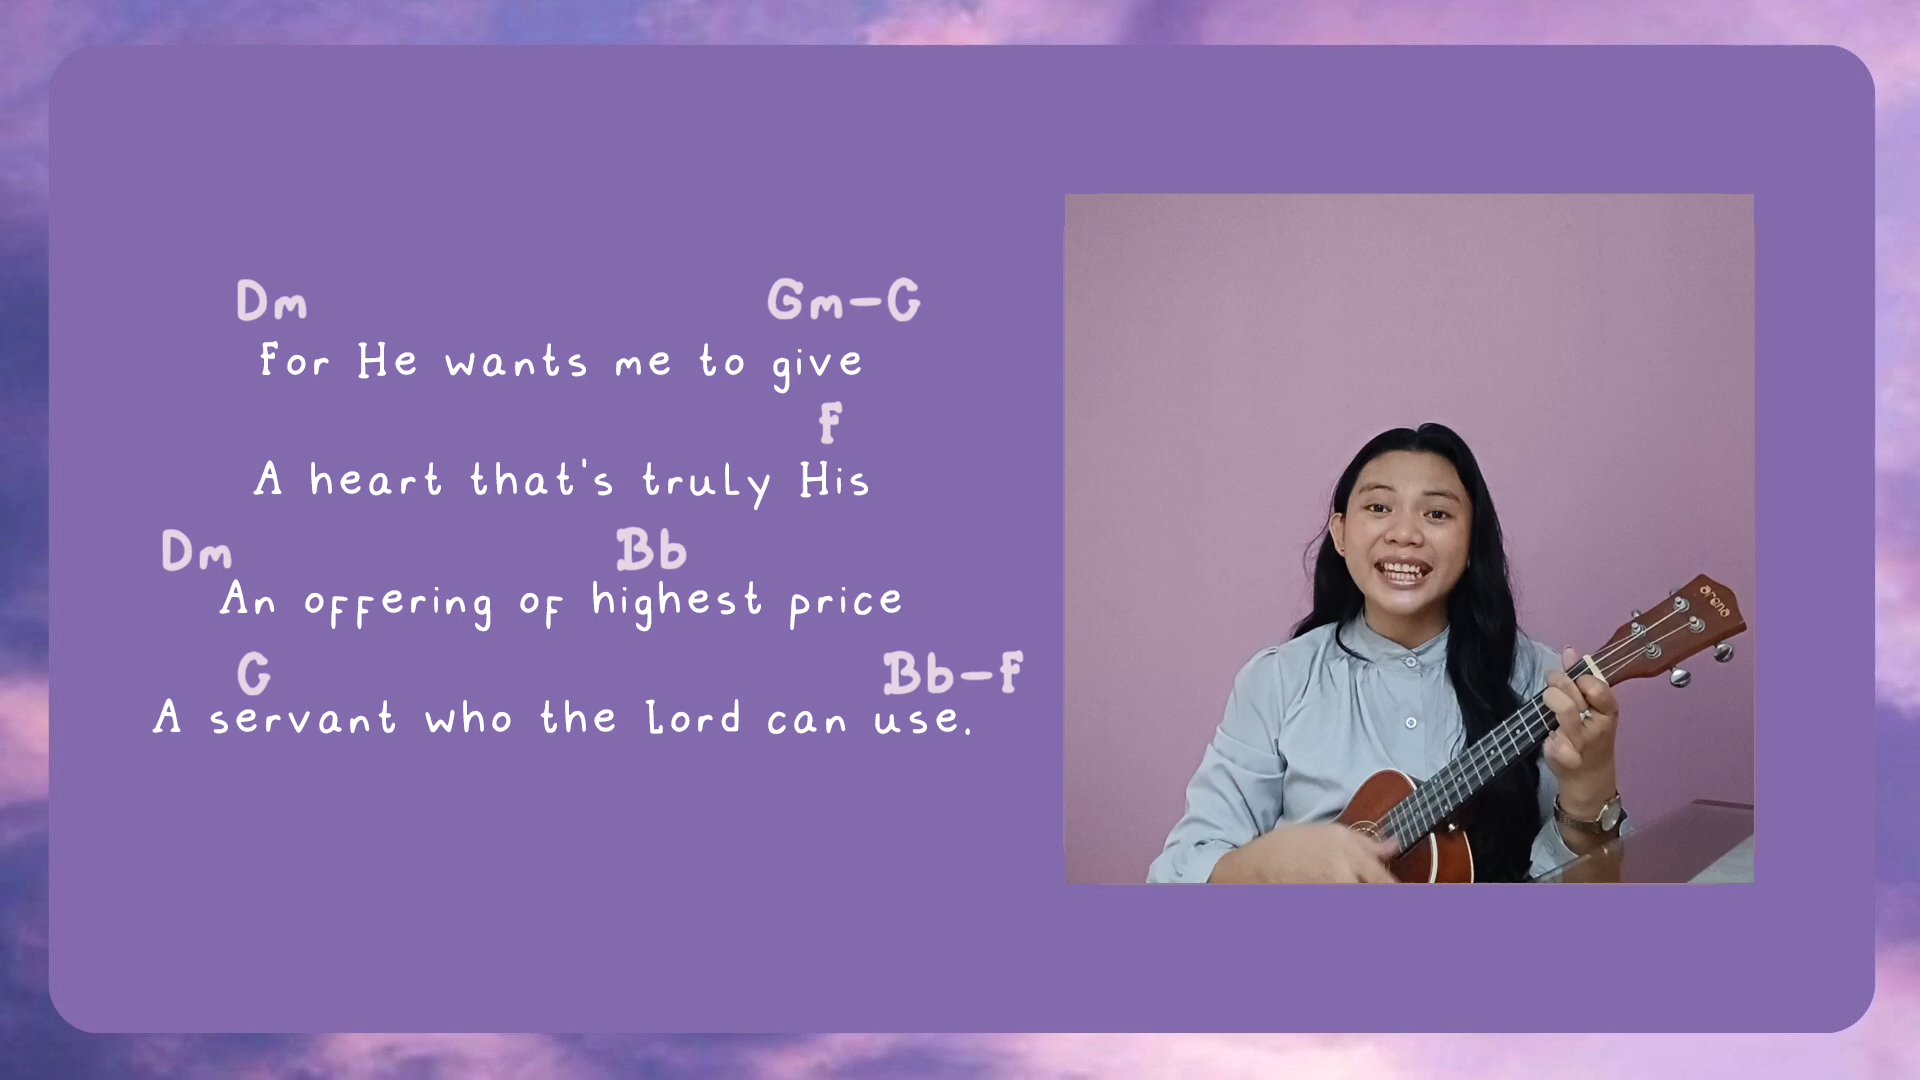 Dm Gm-C
For He wants me to give
F
A heart that's truly His
Dm Bb
An offering of highest price
C Bb-F
A servant who the Lord can use.
arena